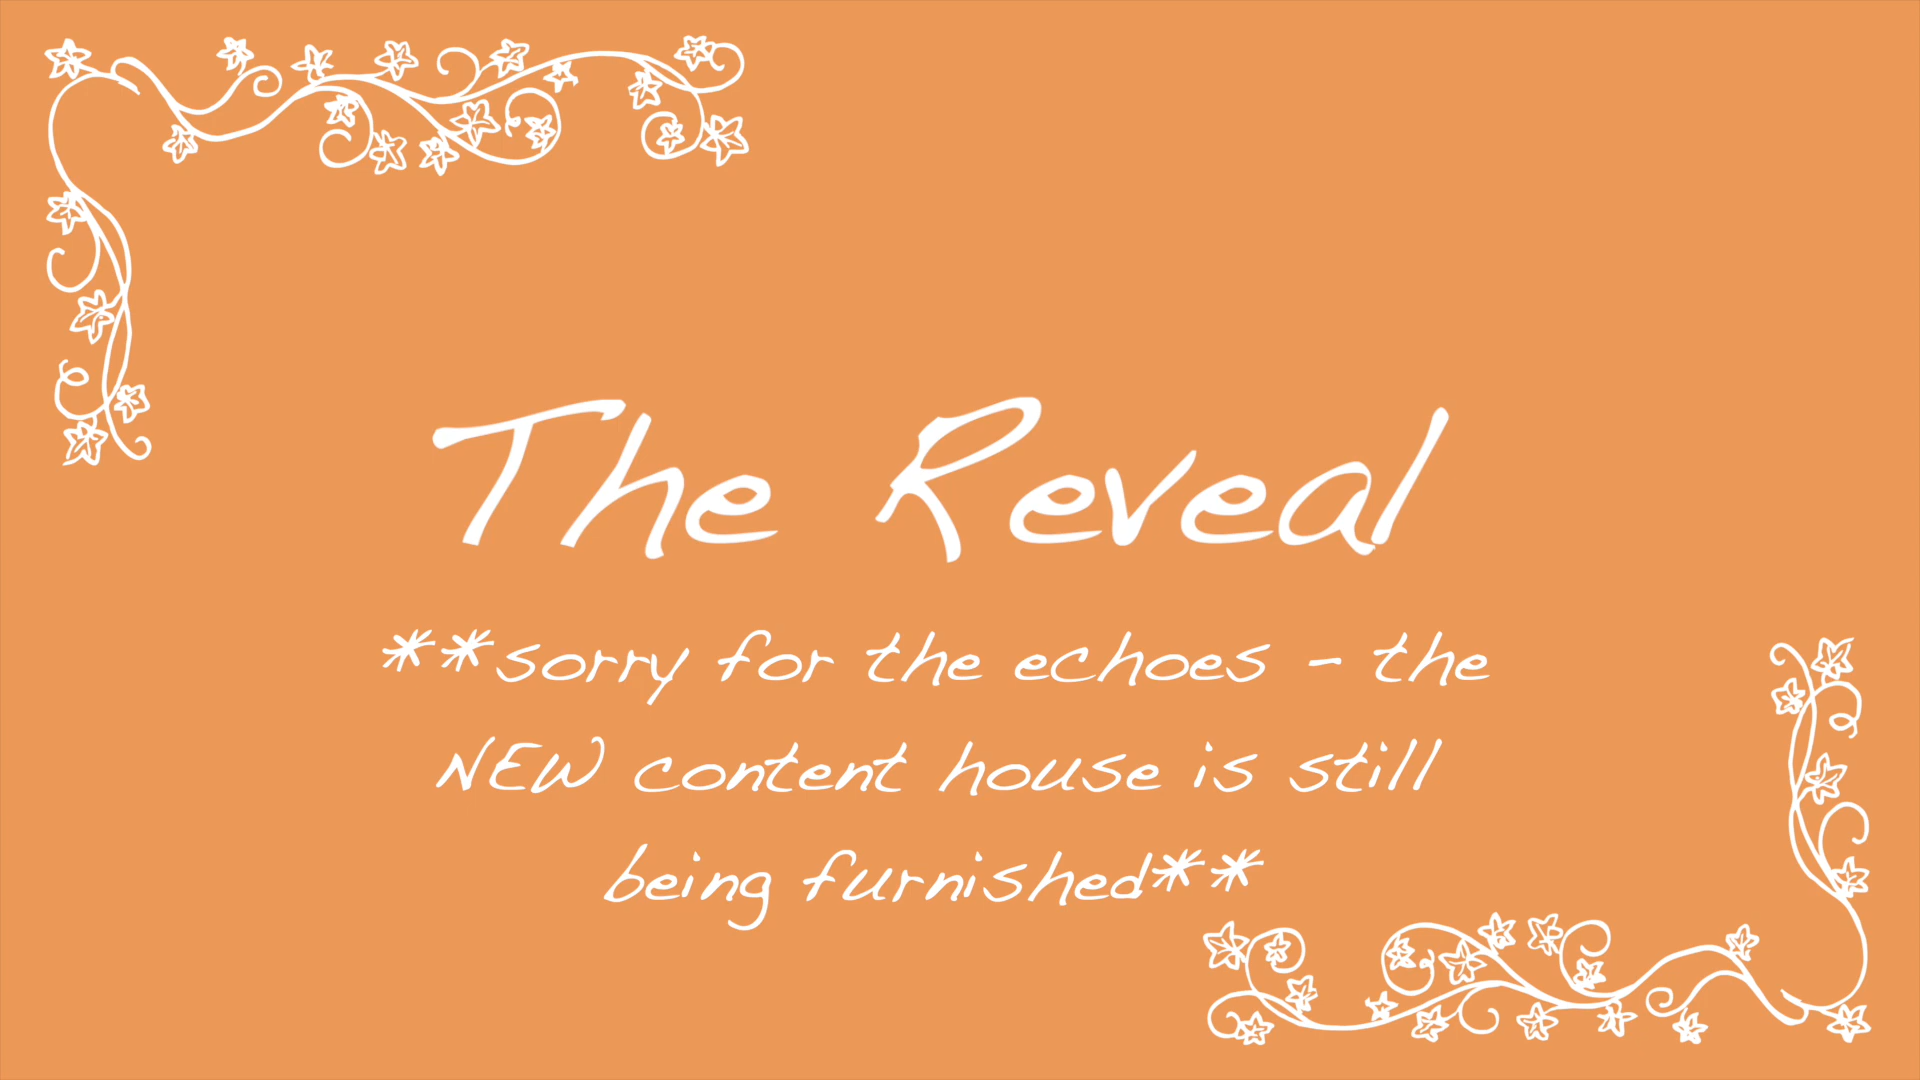 The Reveal
**sorry for the echoes - the
NEW content house is still
being furnished**